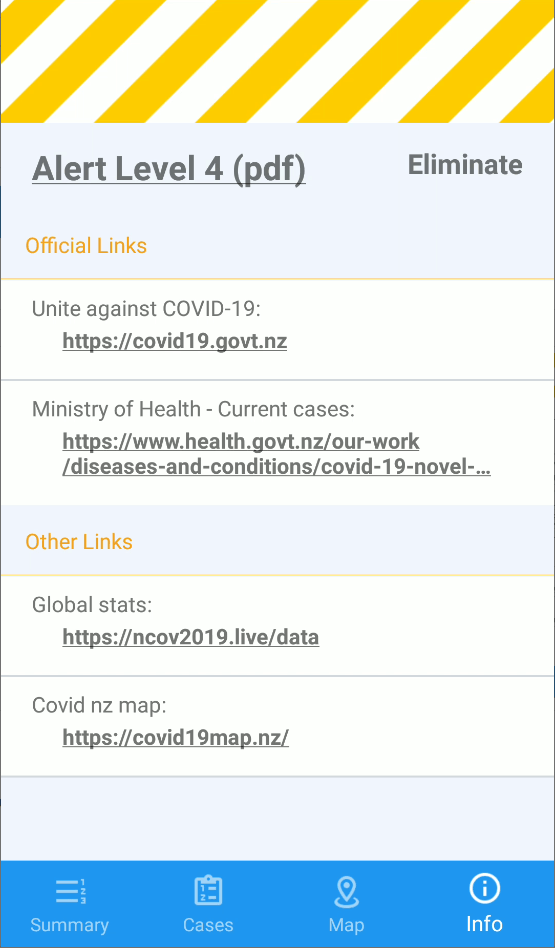 Alert Level 4 (pdf)
Eliminate
Official Links
Unite against COVID-19:
https://covid19.govt.nz
Ministry of Health - Current cases:
https://www.health.govt.nz/our-work
/diseases-and-conditions/covid-19-novel-...
Other Links
Global stats:
https://ncov2019.live/data
Covid nz map:
https://covid19map.nz/
Summary
Cases
Map
Info